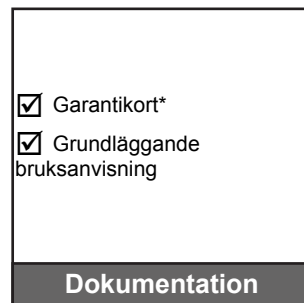 ☑ Garantikort*
☑ Grundläggande
bruksanvisning
Dokumentation